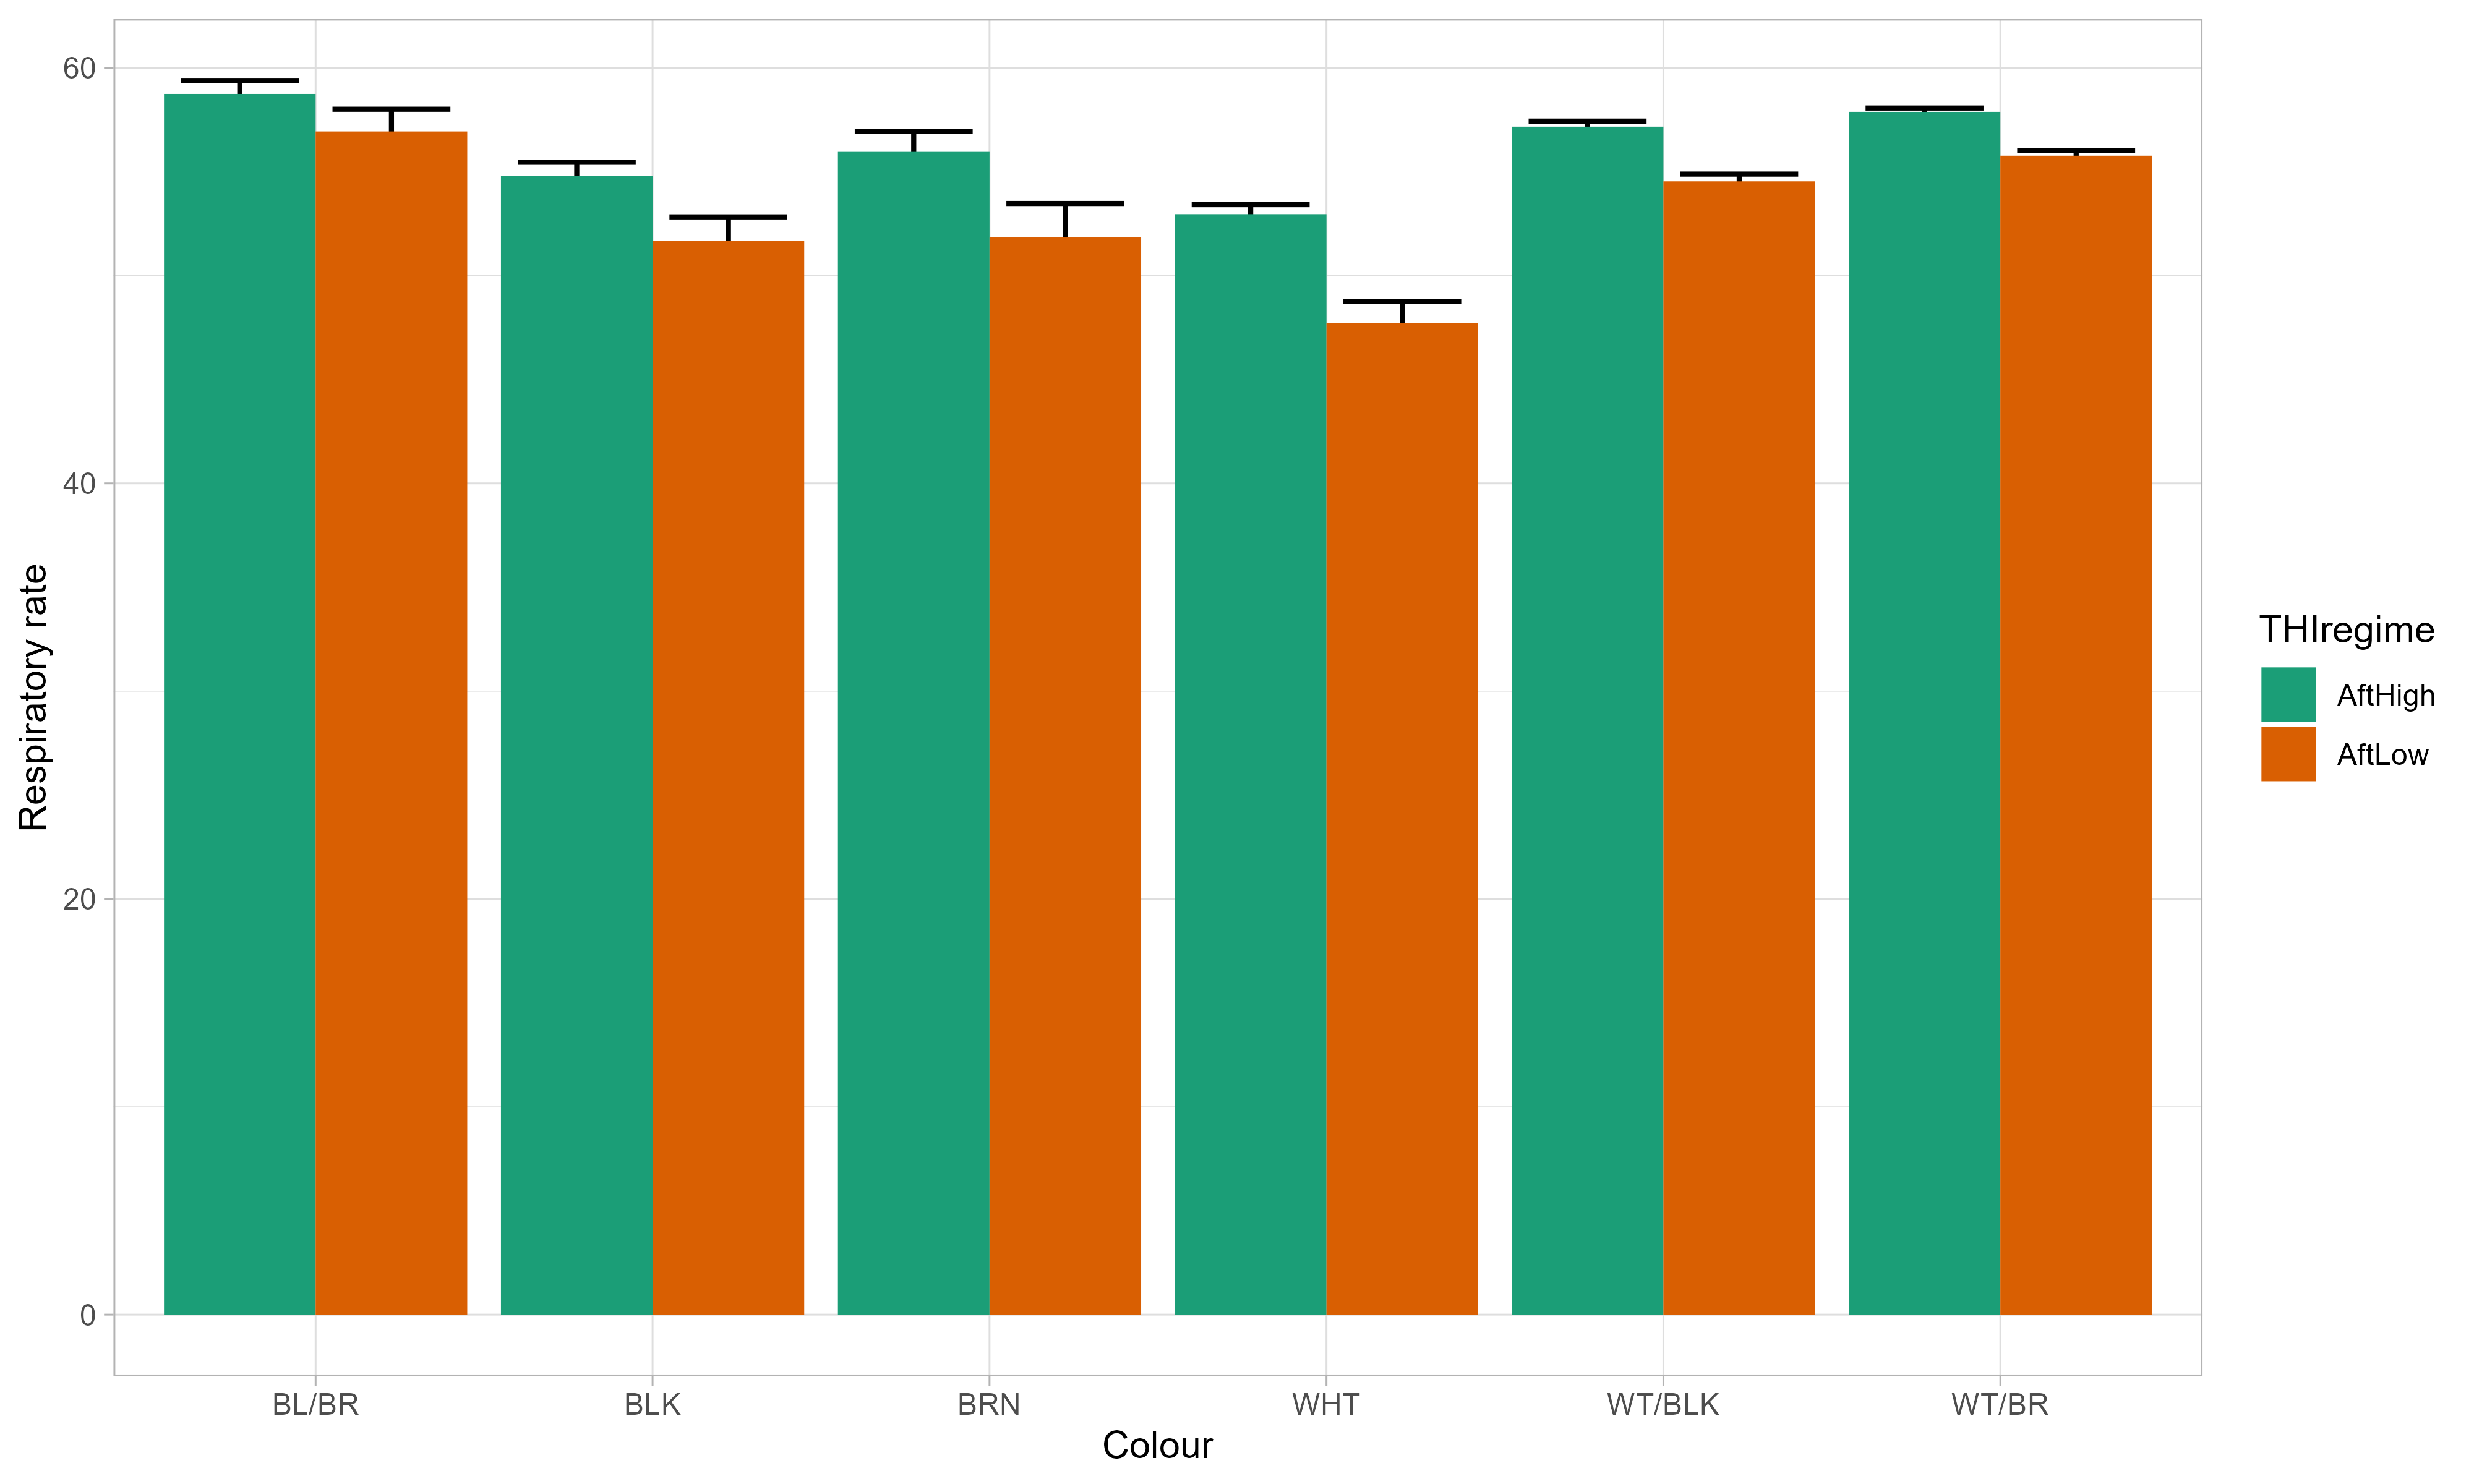 60
40
20
0
Respiratory rate
BL/BR
BLK
BRN
WHT
WT/BLK
WT/BR
Colour
THIregime
AftHigh
AftLow